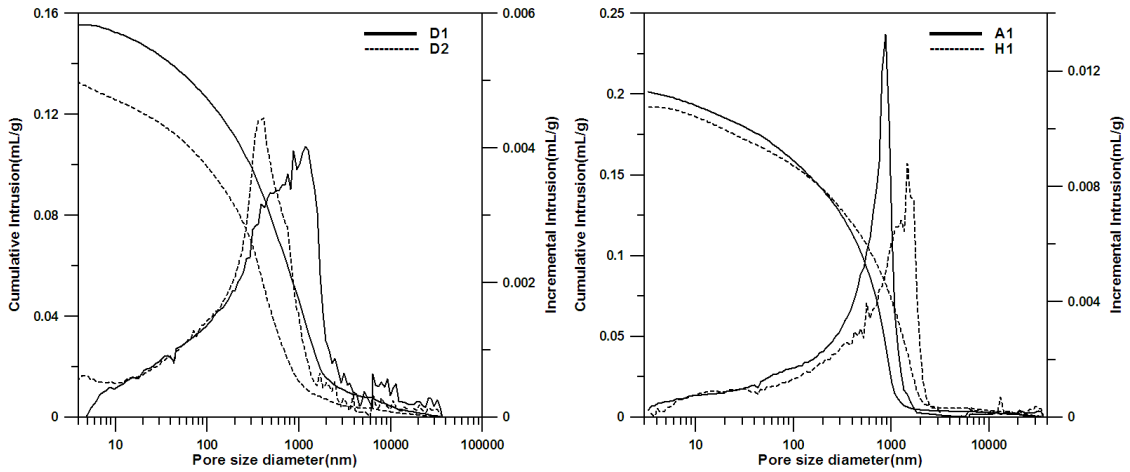 0.16
0.12
0.08
0.04
0
Cumulative Intrusion(mL/g)
0.006
0.004
0.002
0
Incremental Intrusion(mL/g)
D1
D2
10 100 1000 10000 100000
Pore size diameter(nm)
0.25
0.2
0.15
0.1
0.05
0
Cumulative Intrusion(mL/g)
0.012
0.008
0.004
0
Incremental Intrusion(mL/g)
A1
H1
10 100 1000 10000
Pore size diameter(nm)